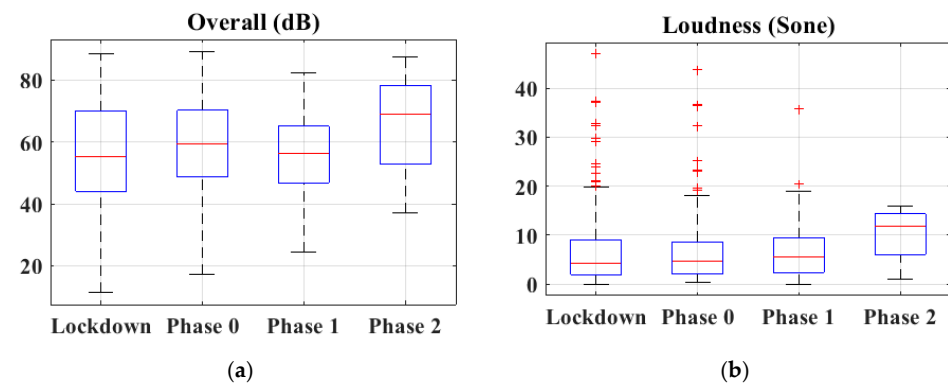 Overall (dB)
80
60
40
20
Lockdown Phase 0 Phase 1 Phase 2
(a)
Loudness (Sone)
40
30
20
10
0
Lockdown Phase 0 Phase 1 Phase 2
(b)